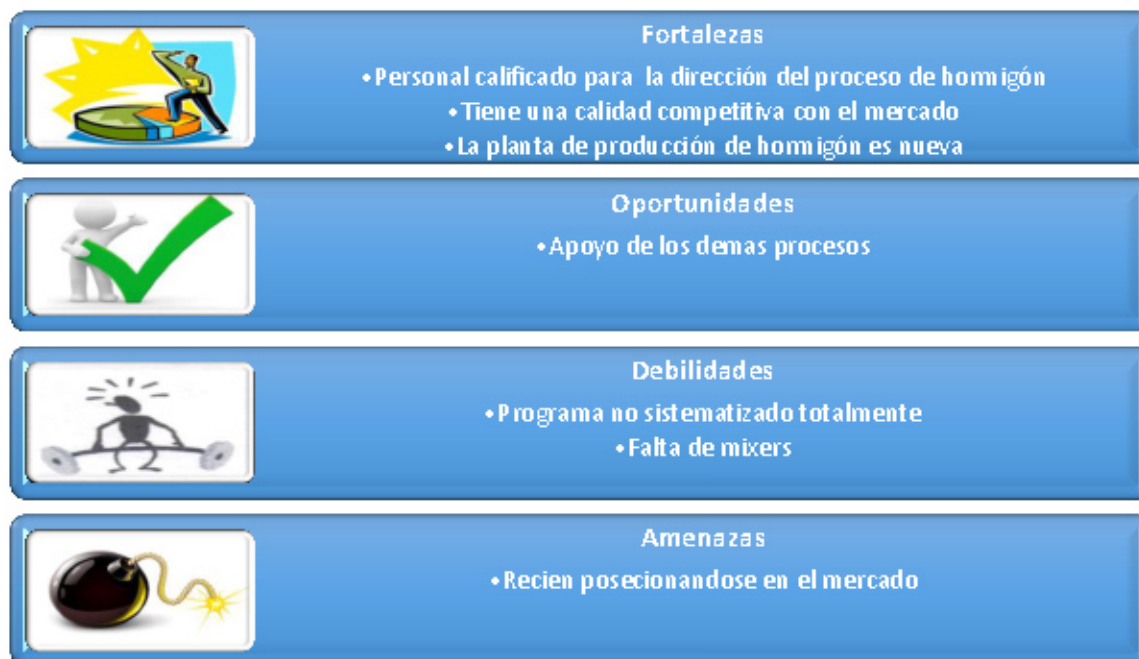 Fortalezas
•Personal calificado para la dirección del proceso de hormigón
•Tiene una calidad competitiva con el mercado
•La planta de producción de hormigón es nueva
Oportunidades
•Apoyo de los demas procesos
Debilidades
•Programa no sistematizado totalmente
•Falta de mixers
Amenazas
•Recien posecionandose en el mercado